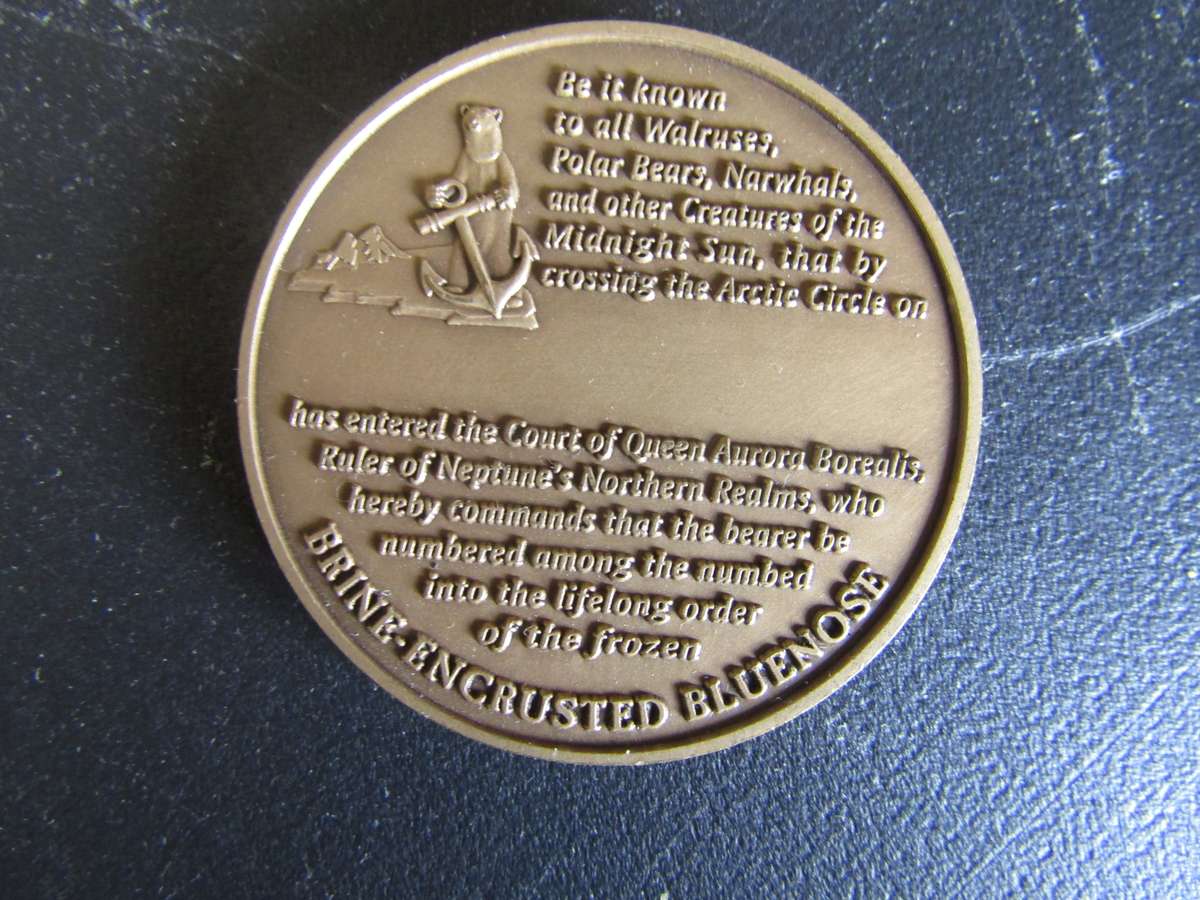 Be it known
to all Walruses,
Polar Bears, Narwhals,
and other Creatures of the
Midnight Sun, that by
crossing the Arctic Circle on
has entered the Court of Queen Aurora Borealis,
Ruler of Neptune's Northern Realms, who
hereby commands that the bearer be
numbered among the numbed
into the lifelong order
of the frozen
BRINE-ENCRUSTED BLUENOSE